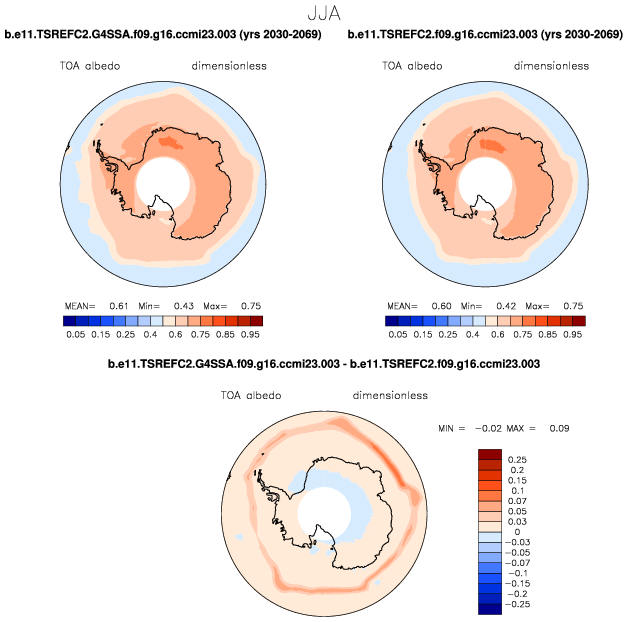 JJA
b.e11.TSREFC2.G4SSA.f09.g16.ccmi23.003 (yrs 2030-2069) b.e11.TSREFC2.f09.g16.ccmi23.003 (yrs 2030-2069)
TOA albedo dimensionless TOA albedo dimensionless
MEAN= 0.61 Min= 0.43 Max= 0.75 MEAN= 0.60 Min= 0.42 Max= 0.75
0.05 0.15 0.25 0.4 0.6 0.75 0.85 0.95 0.05 0.15 0.25 0.4 0.6 0.75 0.85 0.95
b.e11.TSREFC2.G4SSA.f09.g16.ccmi23.003 - b.e11.TSREFC2.f09.g16.ccmi23.003
TOA albedo dimensionless
MIN = -0.02 MAX = 0.09
0.25
0.2
0.15
0.1
0.07
0.05
0.03
0
-0.03
-0.05
-0.07
-0.1
-0.15
-0.2
-0.25